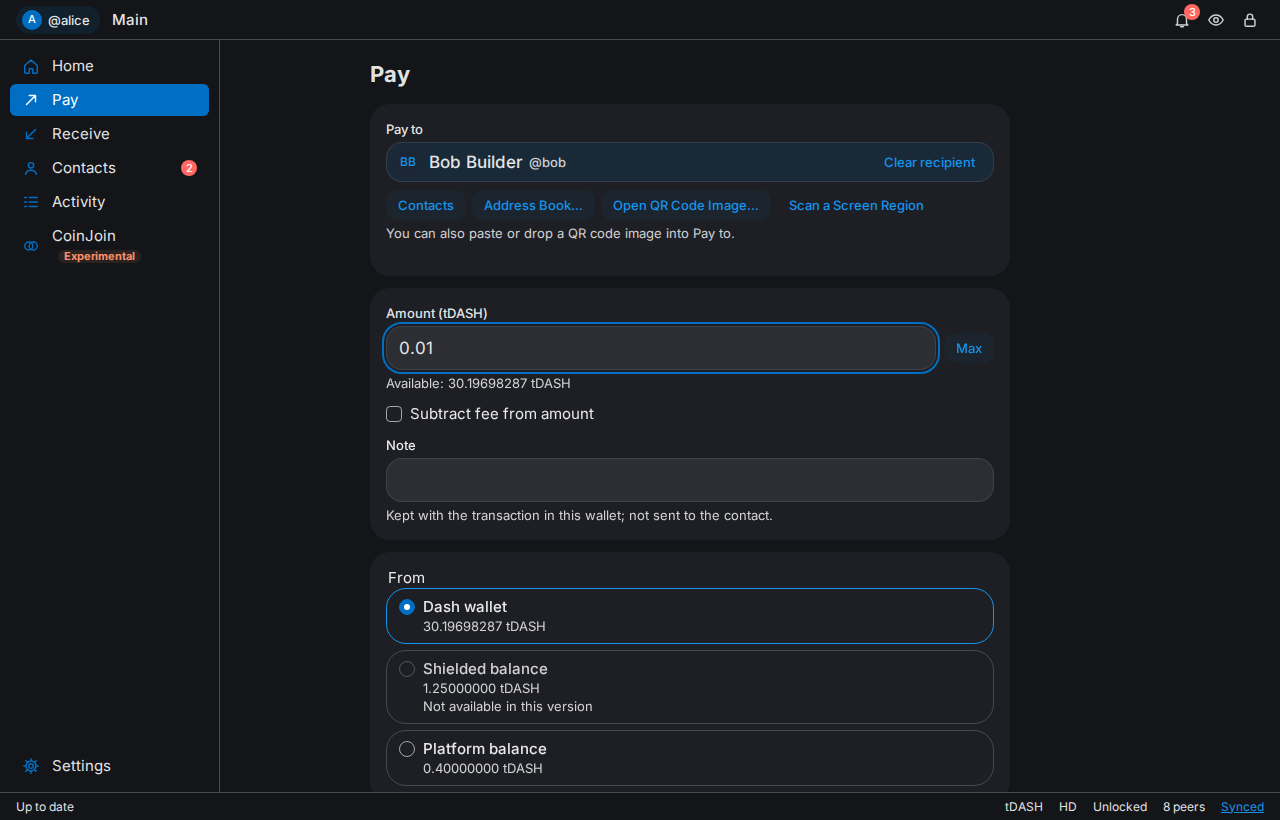 A @alice Main 3
Home
Pay
Receive
Contacts 2
Activity
CoinJoin
Experimental
Settings
Pay
Pay to
BB Bob Builder @bob Clear recipient
Contacts Address Book... Open QR Code Image... Scan a Screen Region
You can also paste or drop a QR code image into Pay to.
Amount (tDASH)
0.01 Max
Available: 30.19698287 tDASH
Subtract fee from amount
Note
Kept with the transaction in this wallet; not sent to the contact.
From
Dash wallet
30.19698287 tDASH
Shielded balance
1.25000000 tDASH
Not available in this version
Platform balance
0.40000000 tDASH
Up to date tDASH HD Unlocked 8 peers Synced